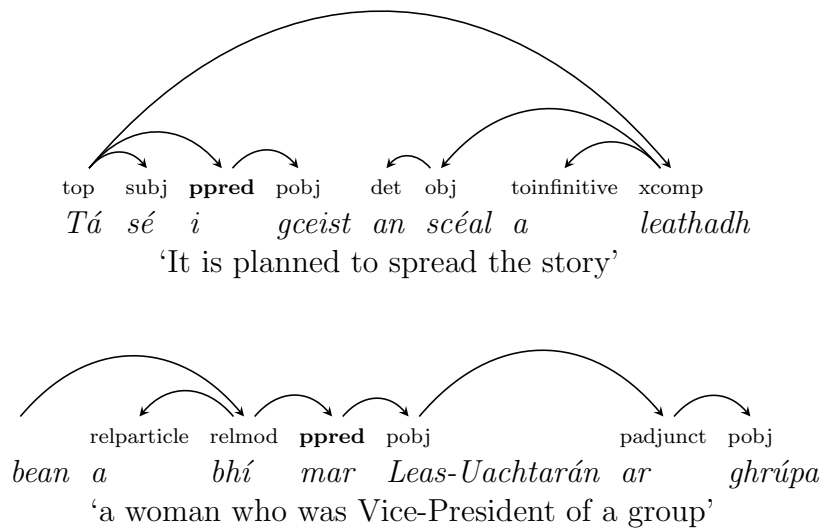 top subj ppred pobj det obj toinfinitive xcomp
Tá sé i gceist an scéal a leathadh
‘It is planned to spread the story’
relparticle relmod ppred pobj padjunct pobj
bean a bhí mar Leas-Uachtarán ar ghrúpa
‘a woman who was Vice-President of a group’